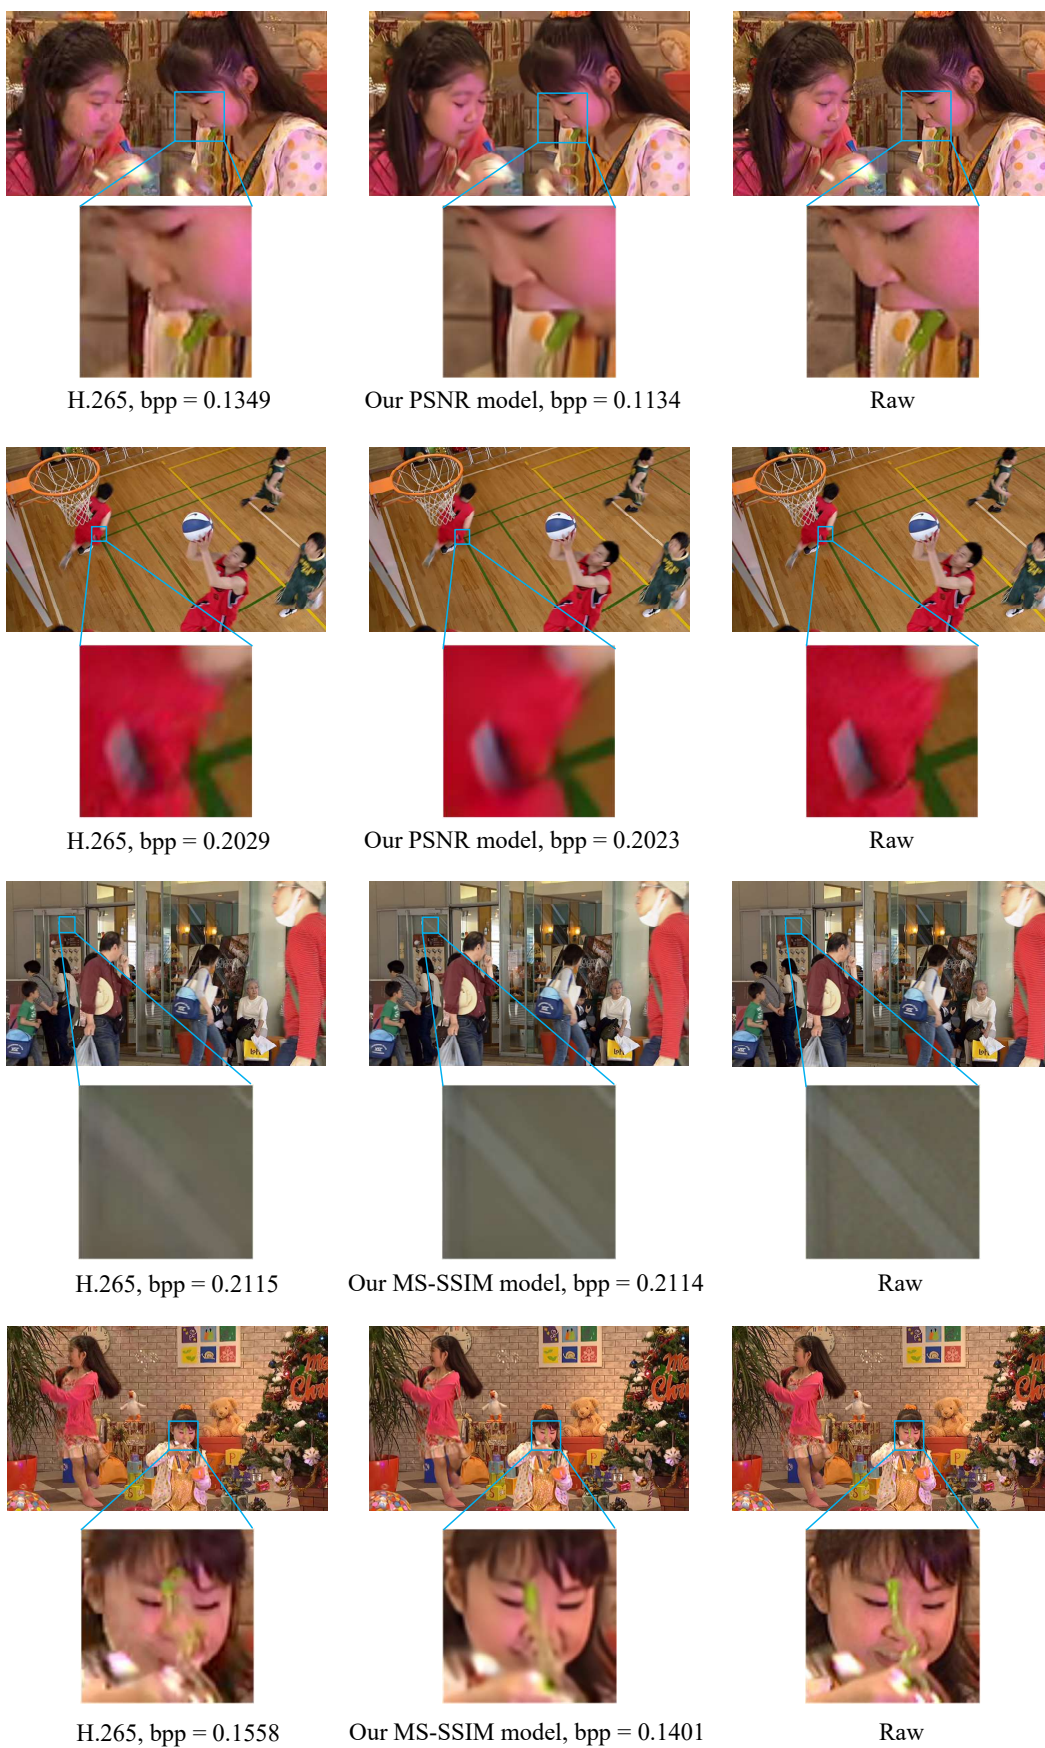 H.265, bpp = 0.1349
Our PSNR model, bpp = 0.1134
Raw
H.265, bpp = 0.2029
Our PSNR model, bpp = 0.2023
Raw
H.265, bpp = 0.2115
Our MS-SSIM model, bpp = 0.2114
Raw
H.265, bpp = 0.1558
Our MS-SSIM model, bpp = 0.1401
Raw